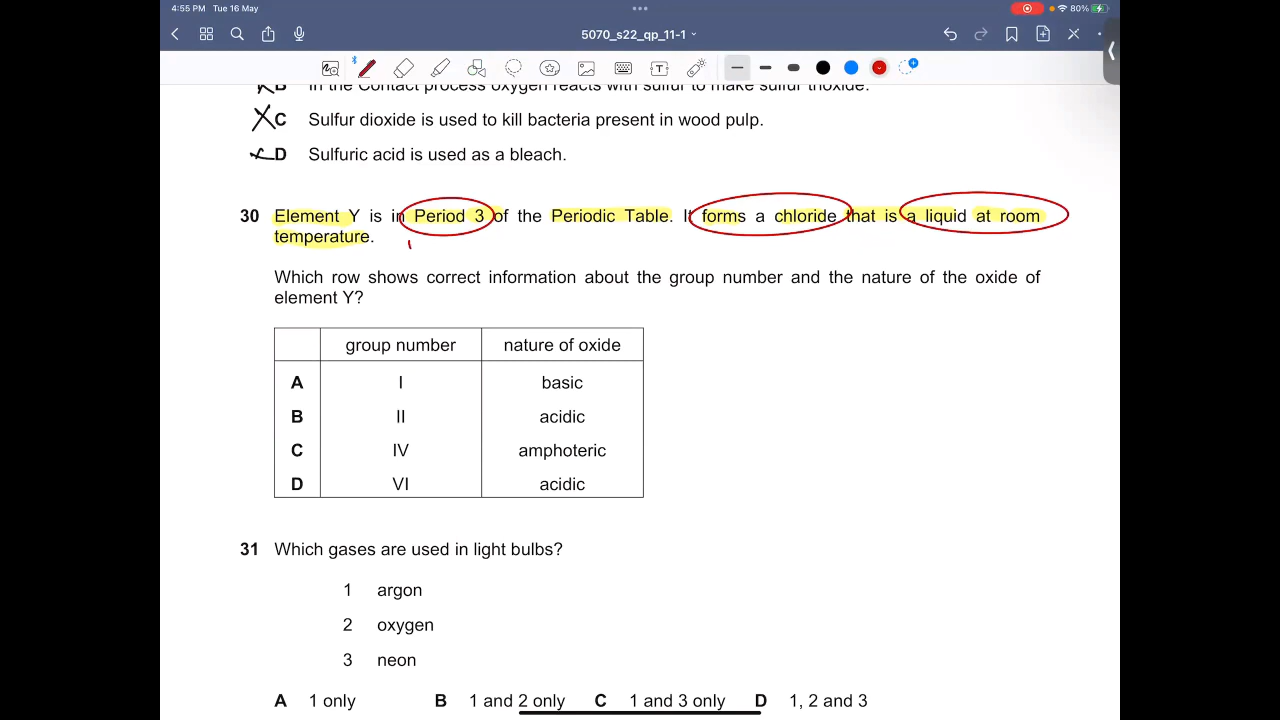 4:55 PM Tue 16 May
80%
5070_s22_qp_11-1
B In the Contact process oxygen reacts with sulfur to make sulfur trioxide.
C Sulfur dioxide is used to kill bacteria present in wood pulp.
D Sulfuric acid is used as a bleach.
30 Element Y is in Period 3 of the Periodic Table. It forms a chloride that is a liquid at room
temperature.
Which row shows correct information about the group number and the nature of the oxide of
element Y?
group number nature of oxide
A I basic
B II acidic
C IV amphoteric
D VI acidic
31 Which gases are used in light bulbs?
1 argon
2 oxygen
3 neon
A 1 only B 1 and 2 only C 1 and 3 only D 1, 2 and 3